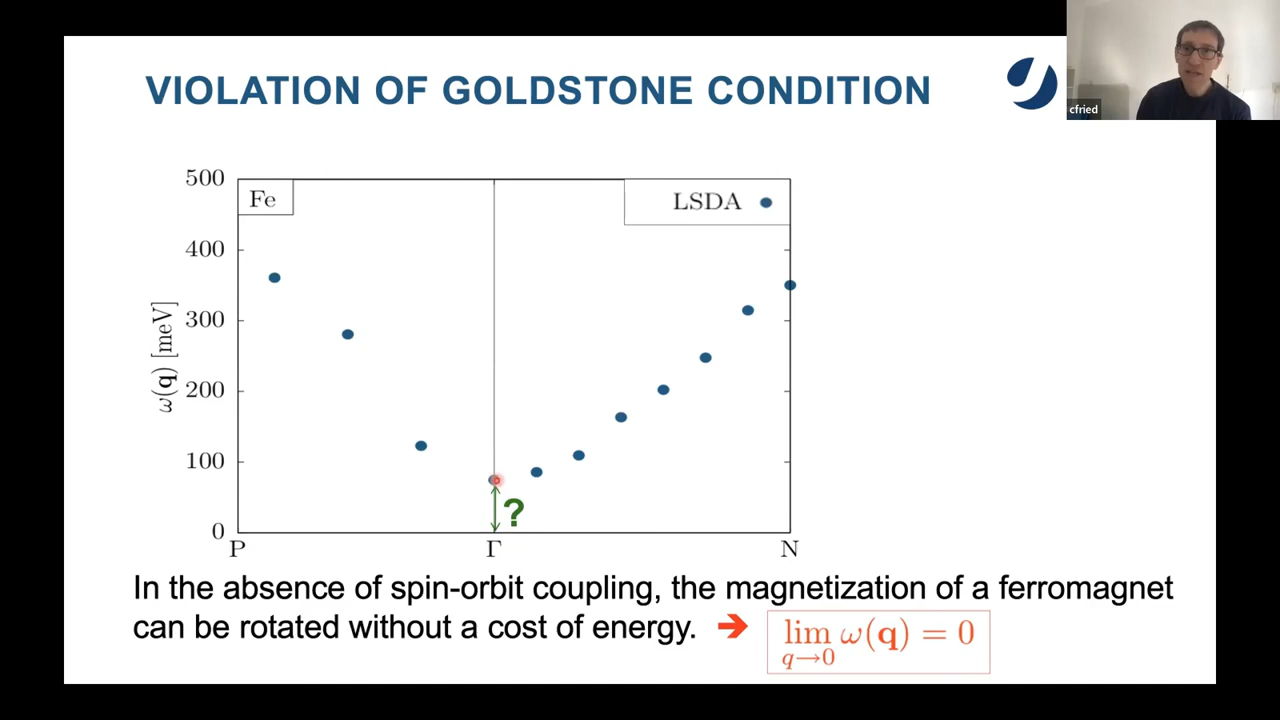 VIOLATION OF GOLDSTONE CONDITION
cfried
500
Fe
LSDA
400
300
200
100
0
ω(q) [meV]
?
P
Γ
N
In the absence of spin-orbit coupling, the magnetization of a ferromagnet
can be rotated without a cost of energy. ➔ lim ω(q) = 0
q→0